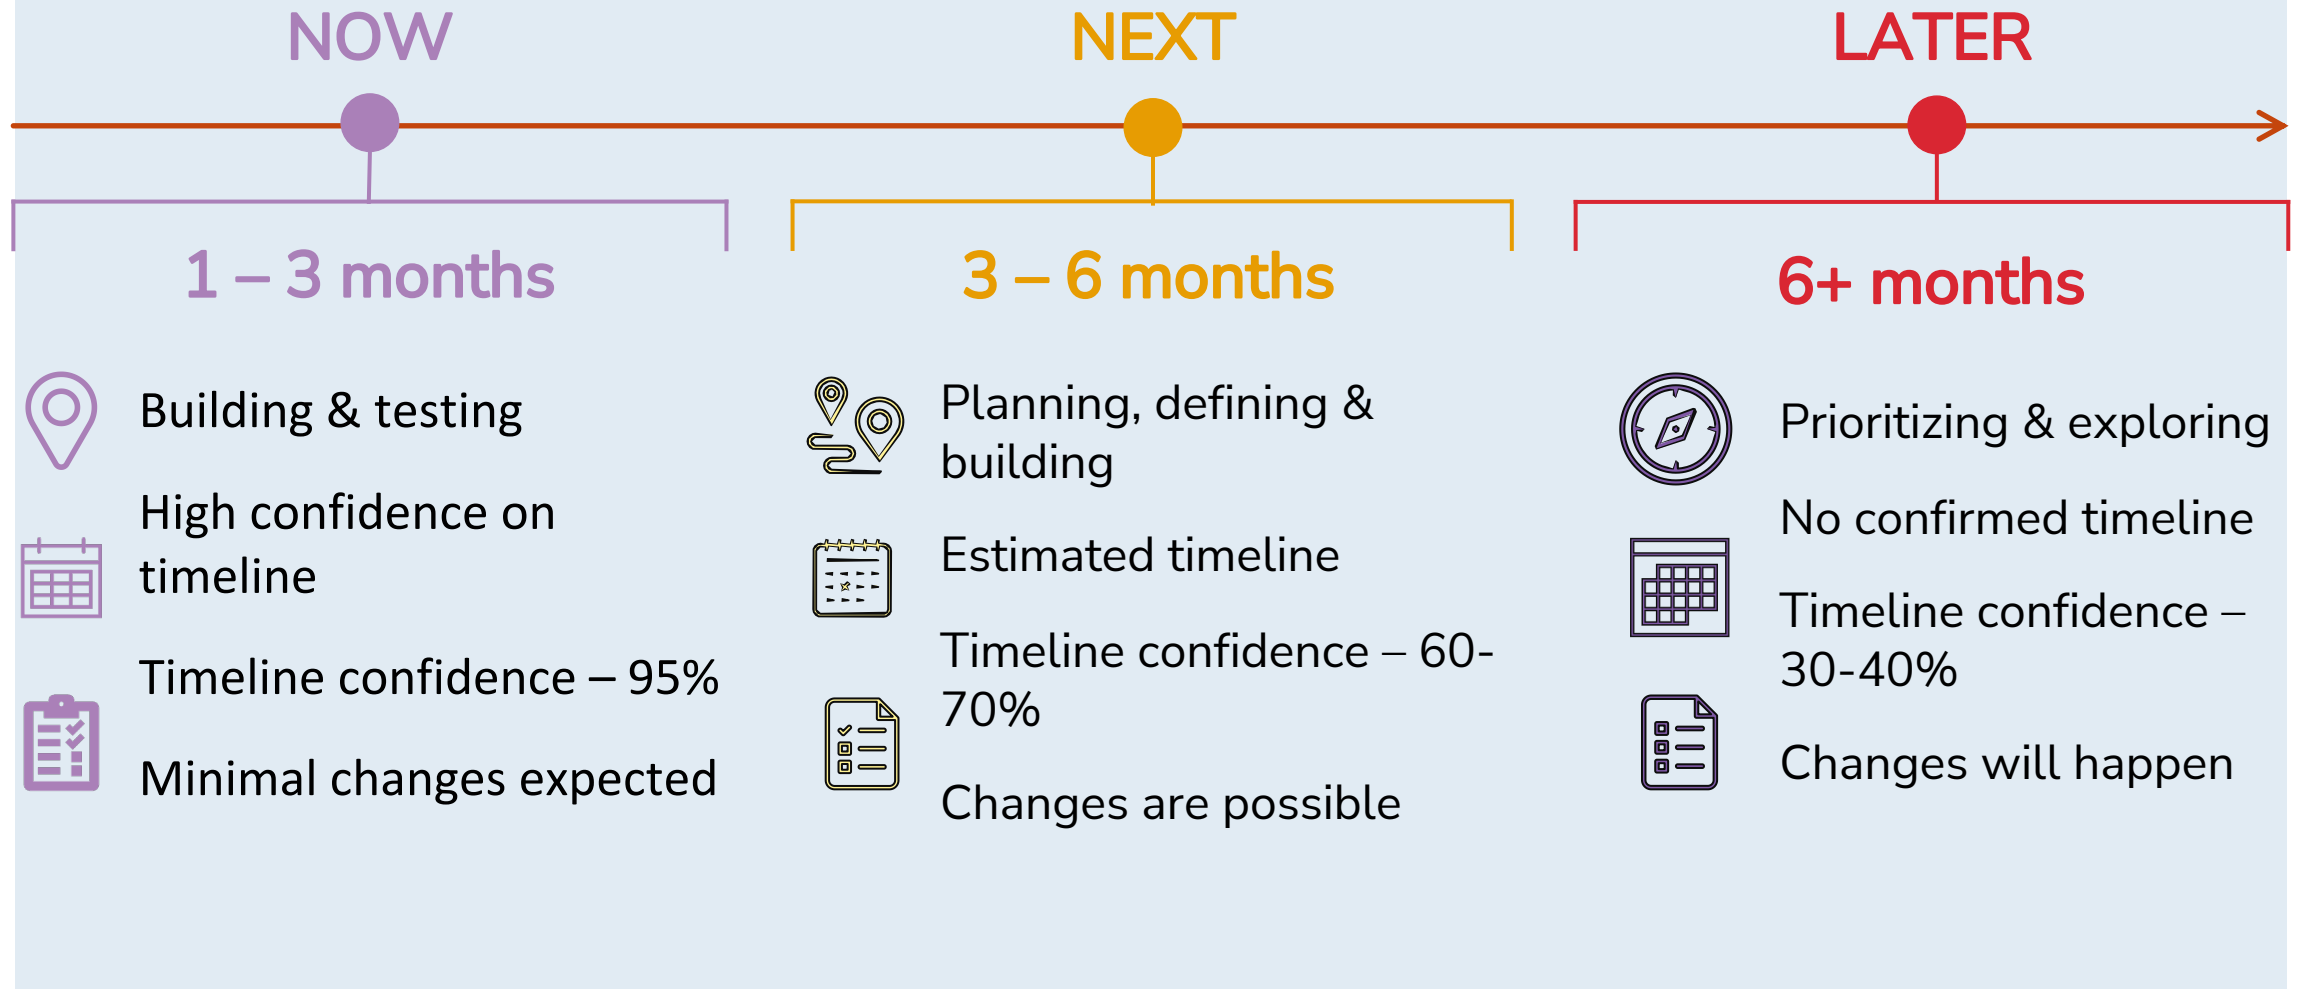 NOW
NEXT
LATER
1 – 3 months
3 – 6 months
6+ months
Building & testing
High confidence on
timeline
Timeline confidence – 95%
Minimal changes expected
Planning, defining &
building
Estimated timeline
Timeline confidence – 60-
70%
Changes are possible
Prioritizing & exploring
No confirmed timeline
Timeline confidence –
30-40%
Changes will happen